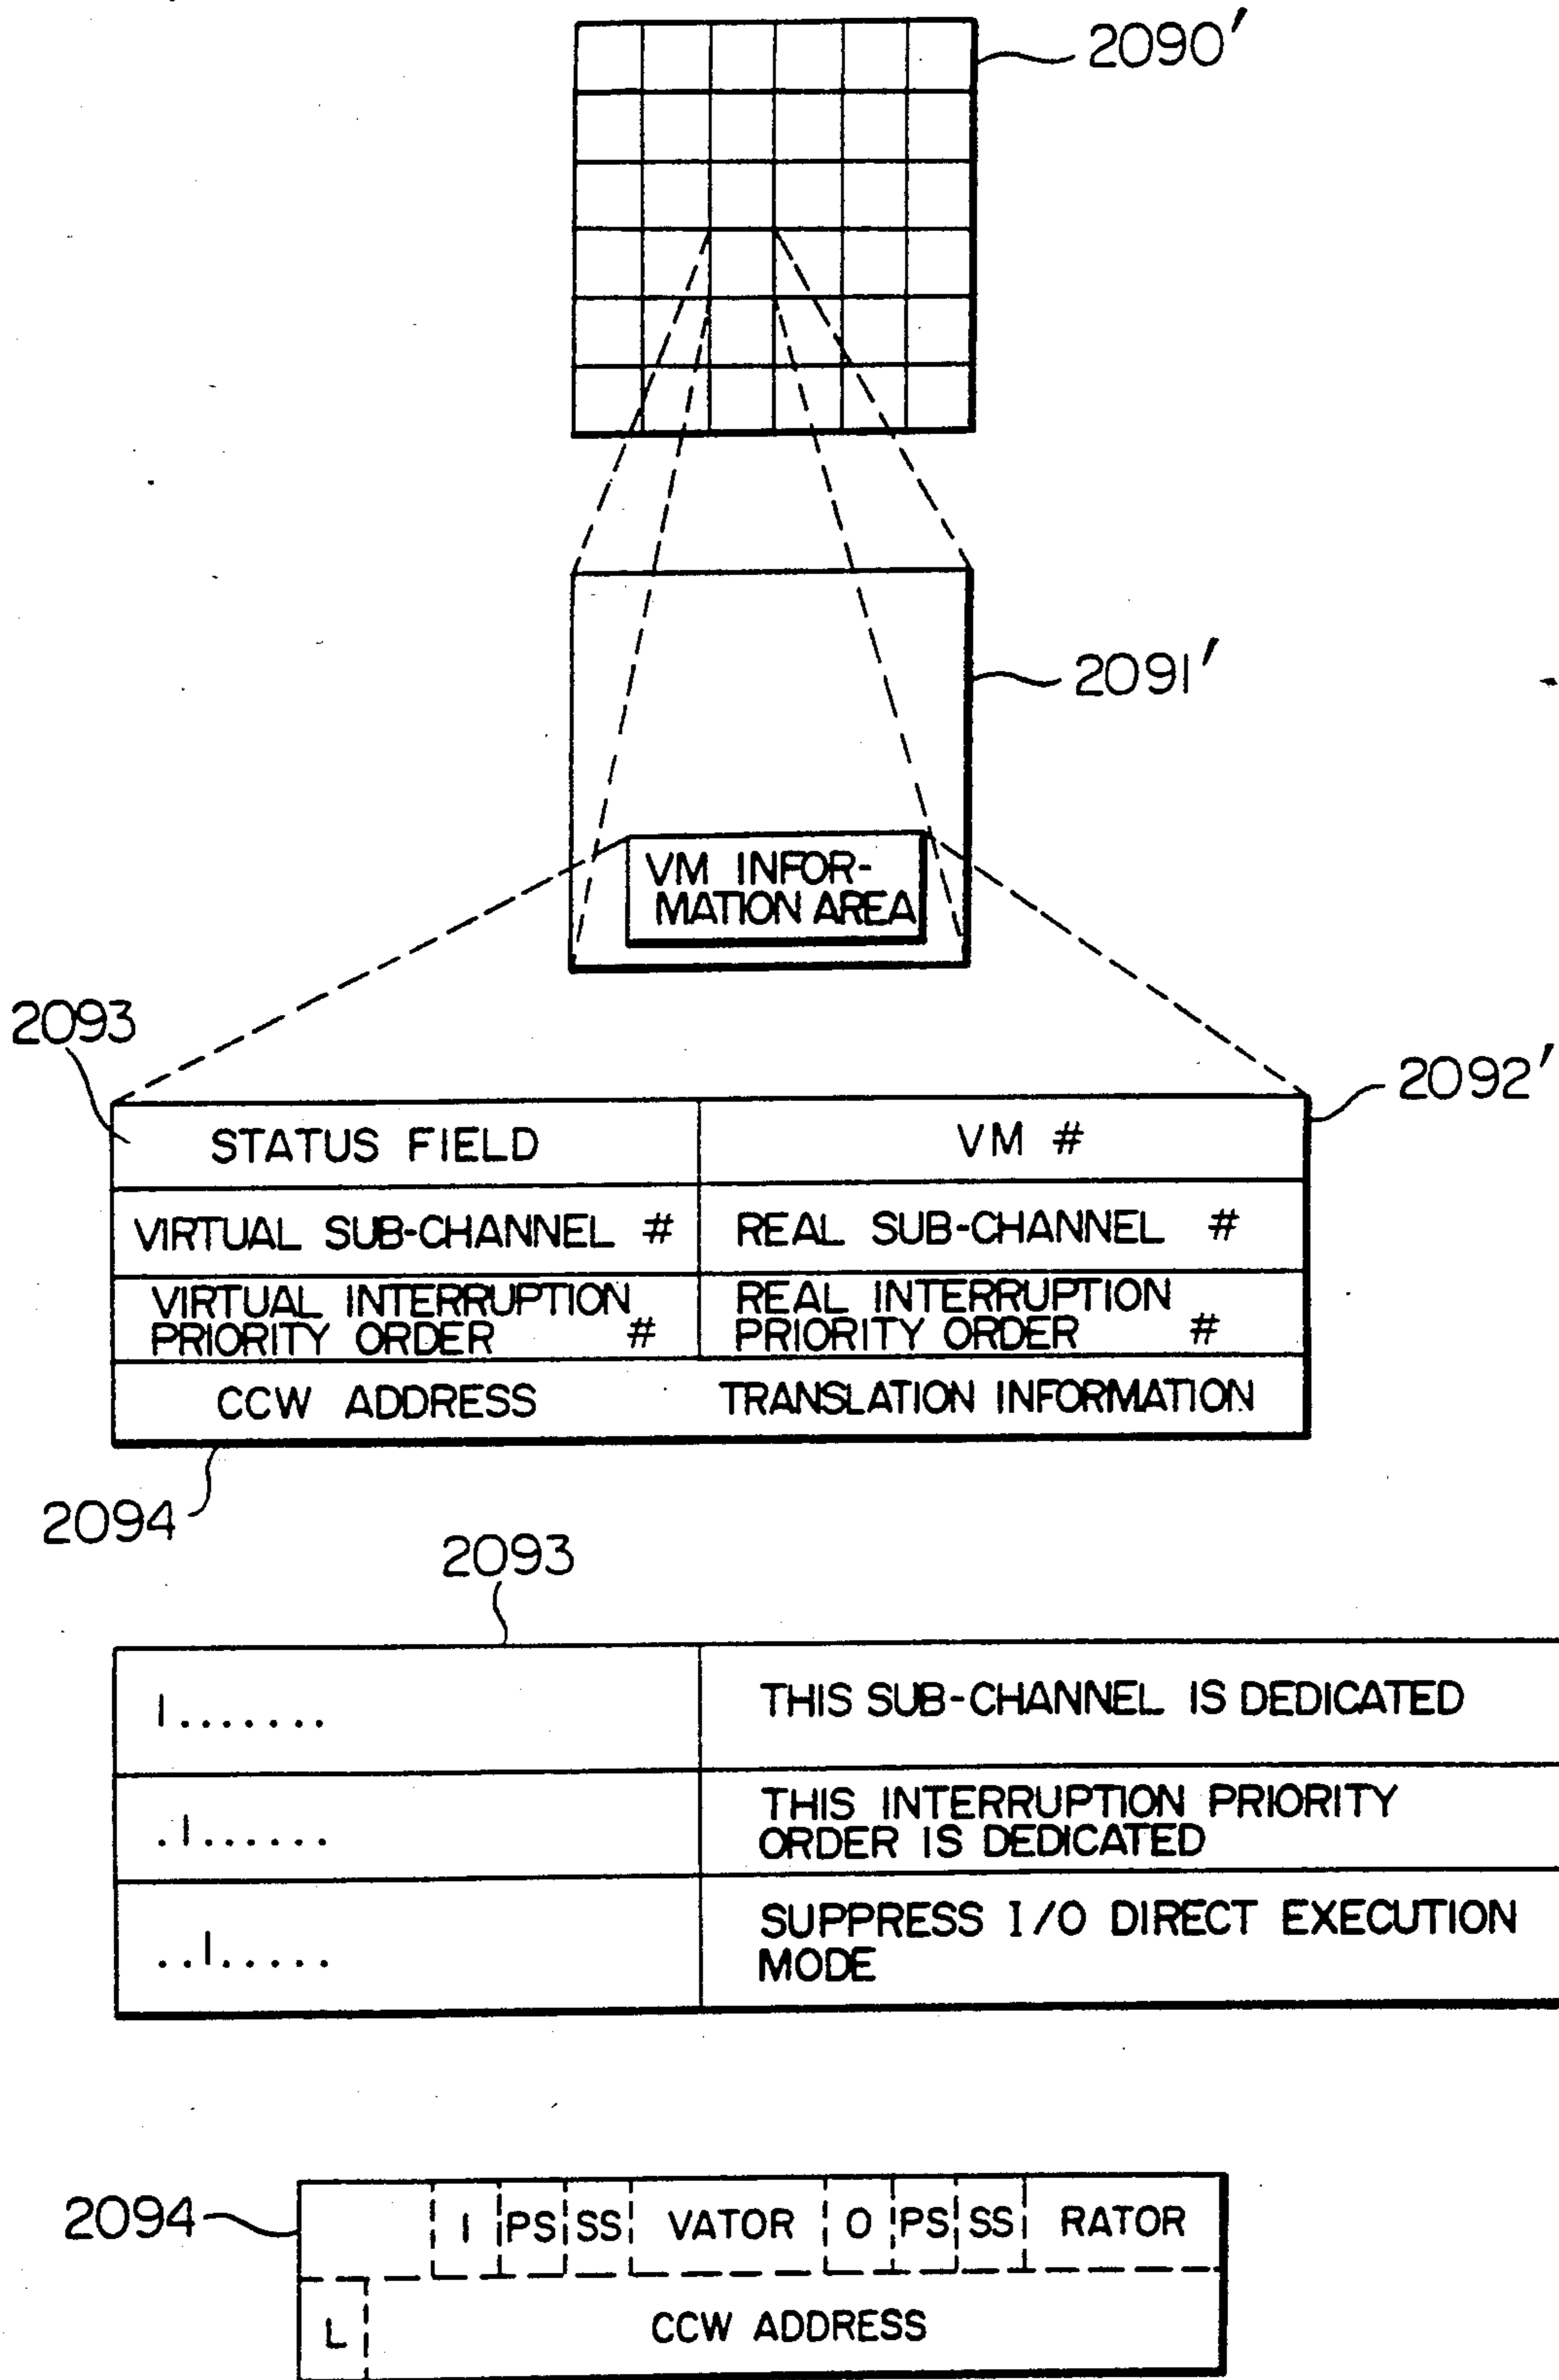 2090'
2091'
VM INFOR-
MATION AREA
2093
2092'
STATUS FIELD
VM #
VIRTUAL SUB-CHANNEL #
REAL SUB-CHANNEL #
VIRTUAL INTERRUPTION
PRIORITY ORDER #
REAL INTERRUPTION
PRIORITY ORDER #
CCW ADDRESS TRANSLATION INFORMATION
2094
2093
1.......
THIS SUB-CHANNEL IS DEDICATED
.1......
THIS INTERRUPTION PRIORITY
ORDER IS DEDICATED
..1.....
SUPPRESS I/O DIRECT EXECUTION
MODE
2094
1 PS SS VATOR 0 PS SS RATOR
L CCW ADDRESS